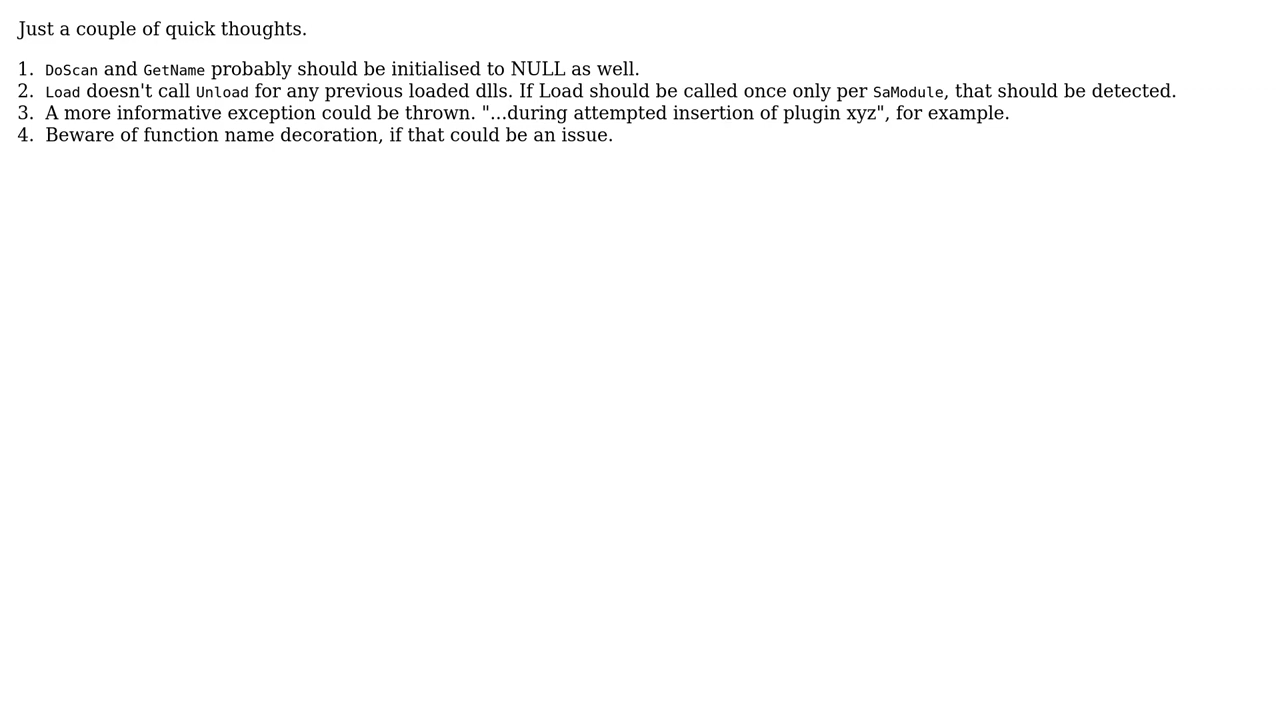 Just a couple of quick thoughts.
1. DoScan and GetName probably should be initialised to NULL as well.
2. Load doesn't call Unload for any previous loaded dlls. If Load should be called once only per SaModule, that should be detected.
3. A more informative exception could be thrown. "...during attempted insertion of plugin xyz", for example.
4. Beware of function name decoration, if that could be an issue.